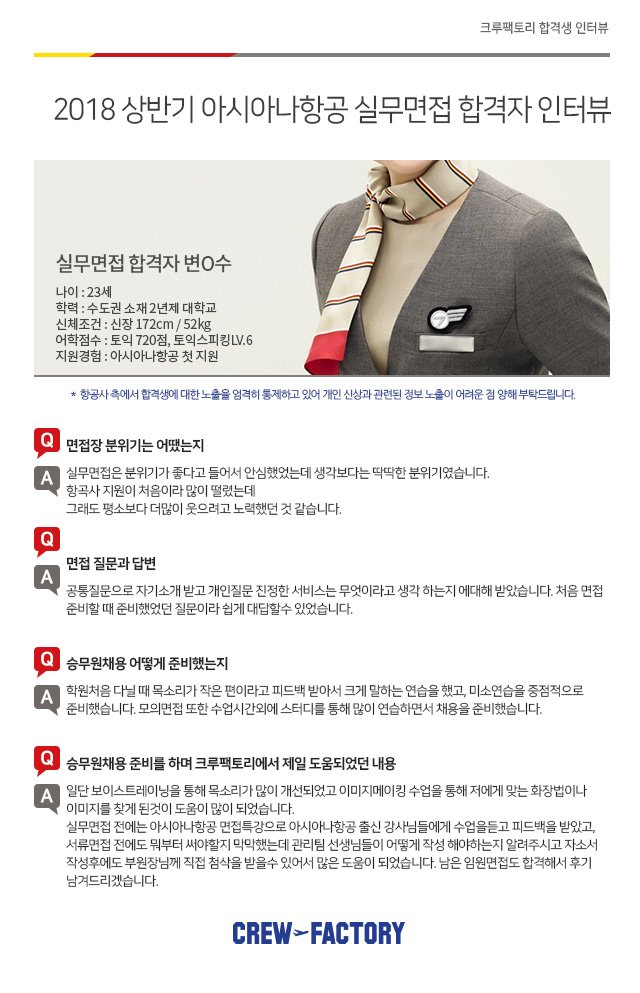 크루팩토리 합격생 인터뷰
2018 상반기 아시아나항공 실무면접 합격자 인터뷰
실무면접 합격자 변O수
나이 : 23세
학력 : 수도권 소재 2년제 대학교
신체조건 : 신장 172cm / 52kg
어학점수 : 토익 720점, 토익스피킹LV.6
지원경험 : 아시아나항공 첫 지원
* 항공사 측에서 합격생에 대한 노출을 엄격히 통제하고 있어 개인 신상과 관련된 정보 노출이 어려운 점 양해 부탁드립니다.
Q 면접장 분위기는 어땠는지
A 실무면접은 분위기가 좋다고 들어서 안심했었는데 생각보다는 딱딱한 분위기였습니다.
항곡사 지원이 처음이라 많이 떨렸는데
그래도 평소보다 더많이 웃으려고 노력했던 것 같습니다.
Q 면접 질문과 답변
A 공통질문으로 자기소개 받고 개인질문 진정한 서비스는 무엇이라고 생각 하는지 에대해 받았습니다. 처음 면접
준비할 때 준비했었던 질문이라 쉽게 대답할수 있었습니다.
Q 승무원채용 어떻게 준비했는지
A 학원처음 다닐 때 목소리가 작은 편이라고 피드백 받아서 크게 말하는 연습을 했고, 미소연습을 중점적으로
준비했습니다. 모의면접 또한 수업시간외에 스터디를 통해 많이 연습하면서 채용을 준비했습니다.
Q 승무원채용 준비를 하며 크루팩토리에서 제일 도움되었던 내용
A 일단 보이스트레이닝을 통해 목소리가 많이 개선되었고 이미지메이킹 수업을 통해 저에게 맞는 화장법이나
이미지를 찾게 된것이 도움이 많이 되었습니다.
실무면접 전에는 아시아나항공 면접특강으로 아시아나항공 출신 강사님들에게 수업을듣고 피드백을 받았고,
서류면접 전에도 뭐부터 써야할지 막막했는데 관리팀 선생님들이 어떻게 작성 해야하는지 알려주시고 자소서
작성후에도 부원장님께 직접 첨삭을 받을수 있어서 많은 도움이 되었습니다. 남은 임원면접도 합격해서 후기
남겨드리겠습니다.
CREW FACTORY